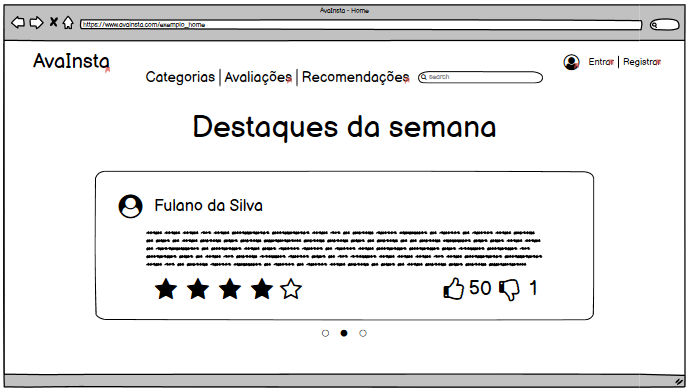 AvaInsta - Home
https://www.avainsta.com/exemplo_home
AvaInsta
Entrar | Registrar
Categorias | Avaliações | Recomendações
search
Destaques da semana
Fulano da Silva
50 1